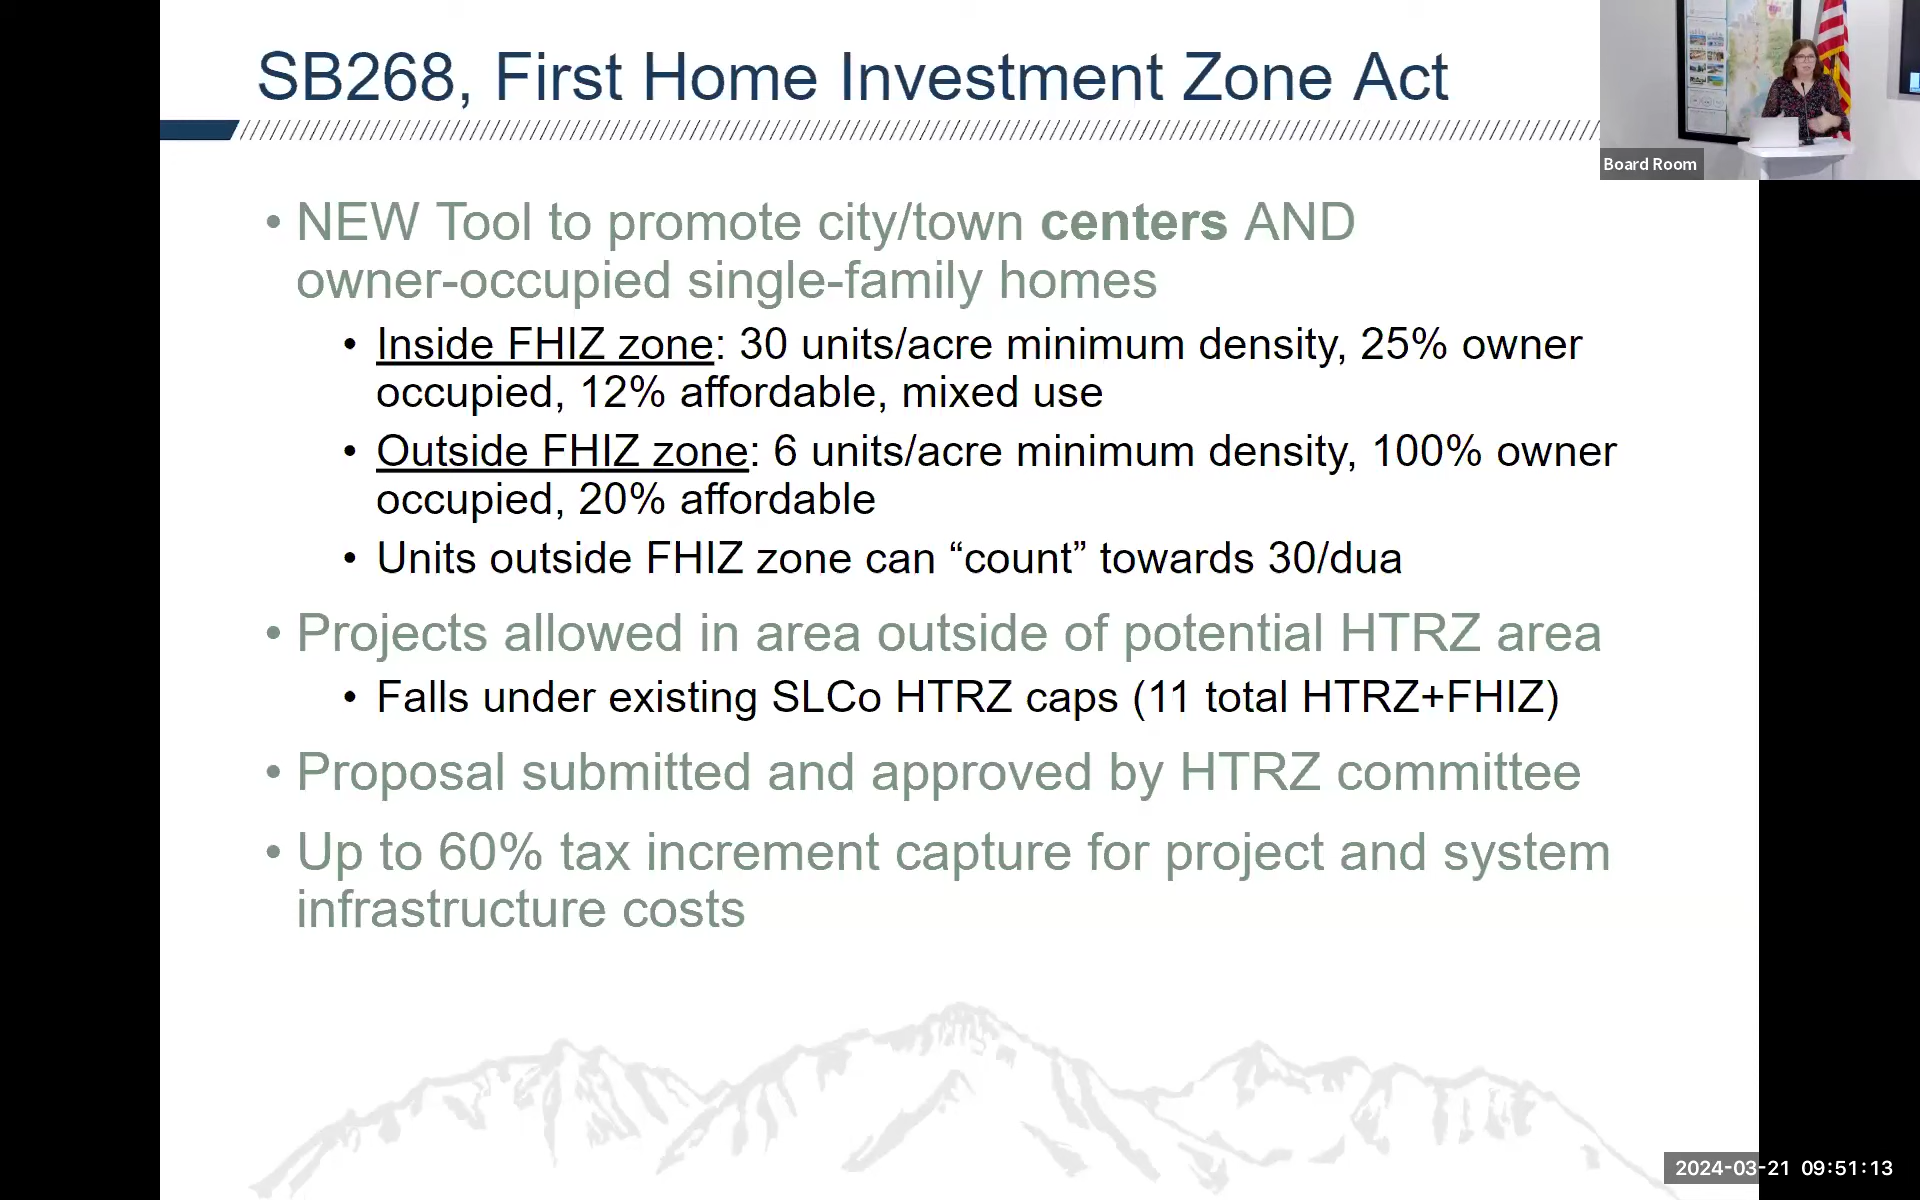 SB268, First Home Investment Zone Act
Board Room
• NEW Tool to promote city/town centers AND
owner-occupied single-family homes
• Inside FHIZ zone: 30 units/acre minimum density, 25% owner
occupied, 12% affordable, mixed use
• Outside FHIZ zone: 6 units/acre minimum density, 100% owner
occupied, 20% affordable
• Units outside FHIZ zone can “count” towards 30/dua
• Projects allowed in area outside of potential HTRZ area
• Falls under existing SLCo HTRZ caps (11 total HTRZ+FHIZ)
• Proposal submitted and approved by HTRZ committee
• Up to 60% tax increment capture for project and system
infrastructure costs
2024-03-21 09:51:13